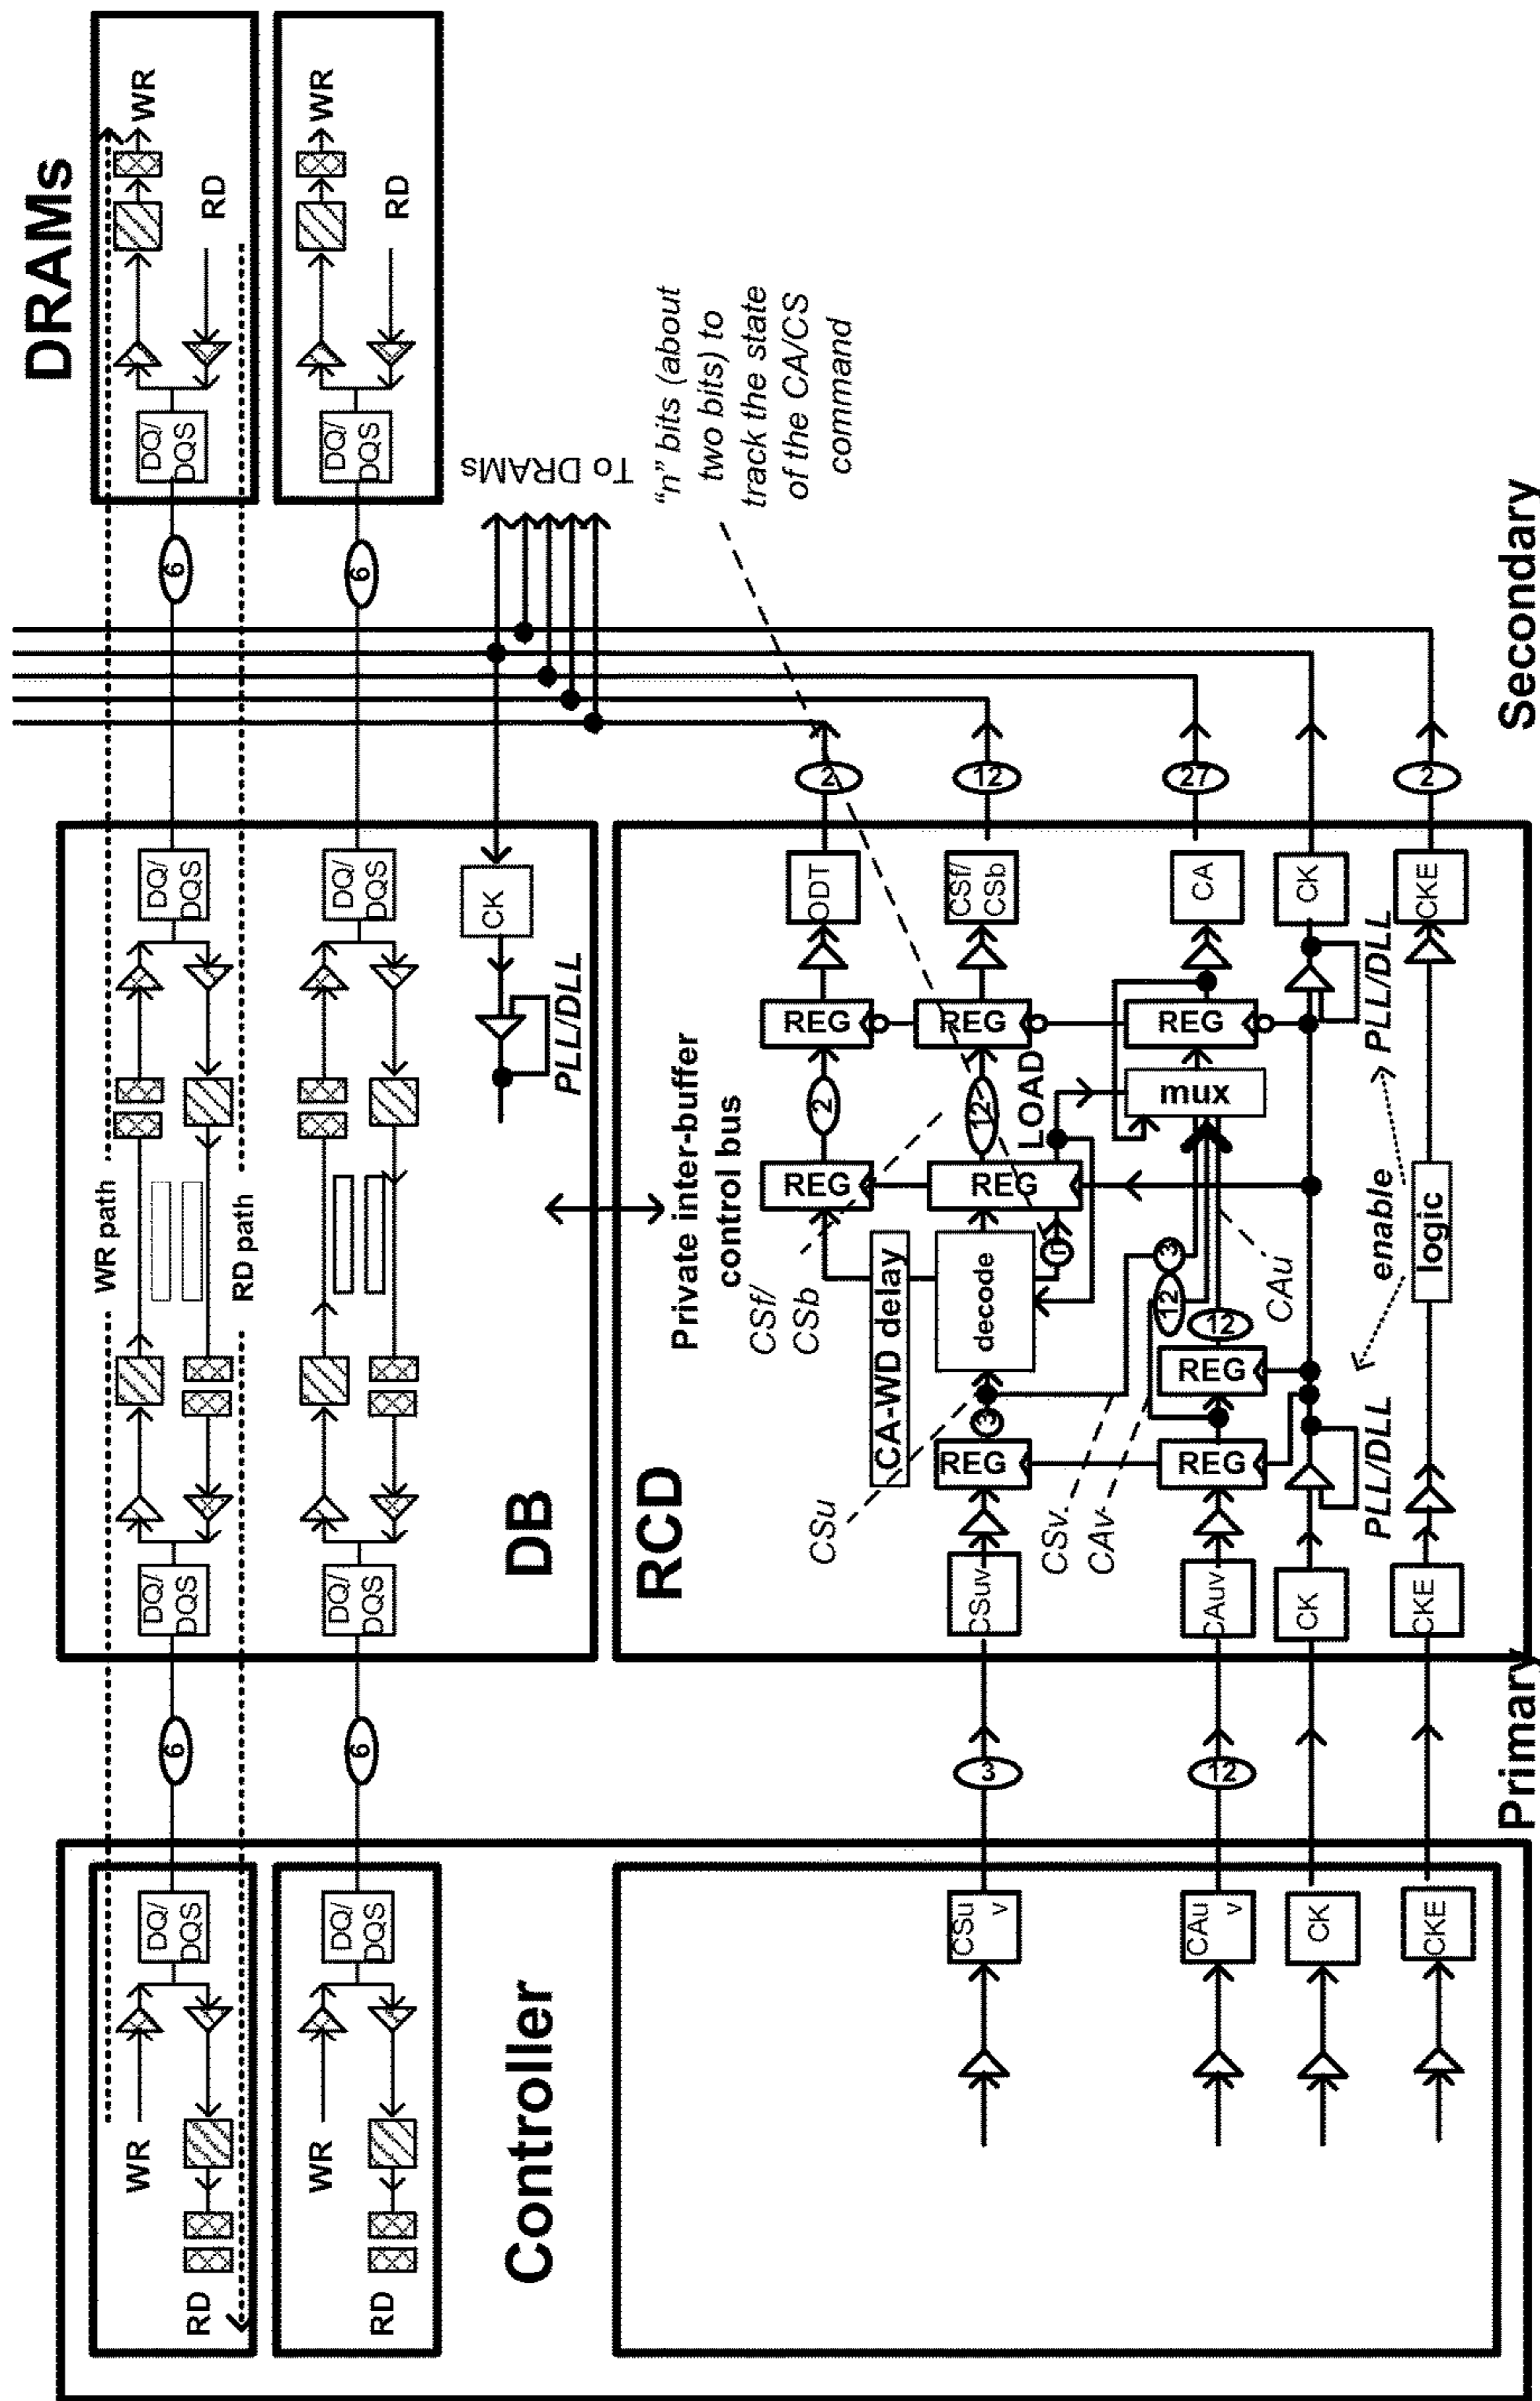 DRAMs
WR
RD
DQ/
DQS
WR
RD
DQ/
DQS
6
6
To DRAMs
"n" bits (about
two bits) to
track the state
of the CA/CS
command
Secondary
2
12
27
2
DQ/
DQS
DQ/
DQS
CK
PLL/DLL
WR path
RD path
DQ/
DQS
DQ/
DQS
DB
Private inter-buffer
control bus
RCD
ODT
CSf/
CSb
CA
CK
CKE
REG
REG
REG
PLL/DLL
2
12
LOAD
mux
REG
REG
CSf/
CSb
CA-WD delay
decode
n
3
12
12
CAu
enable
logic
REG
3
REG
REG
PLL/DLL
CSu
CSv
CAv
CSuv
CAuv
CK
CKE
Primary
6
6
3
12
Controller
DQ/
DQS
WR
RD
DQ/
DQS
WR
RD
CSu
v
CAu
v
CK
CKE